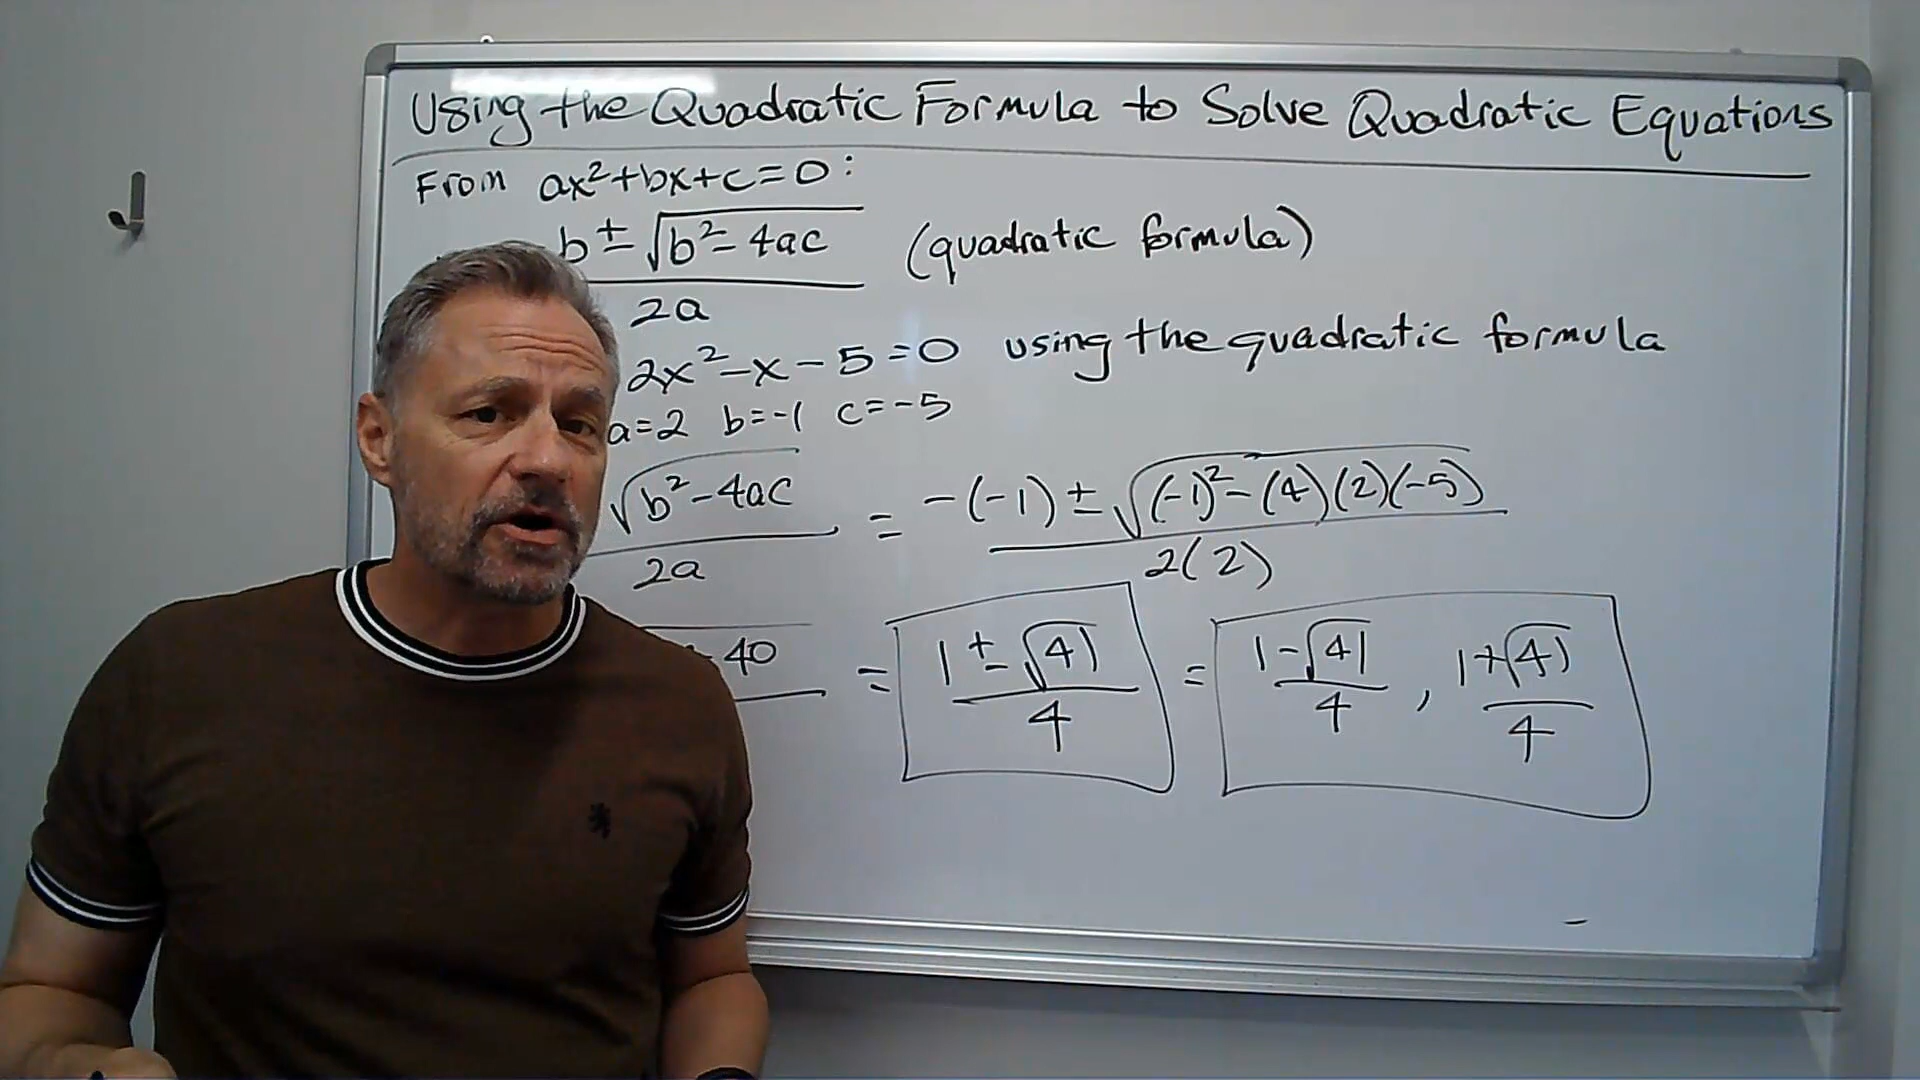 Using the Quadratic Formula to Solve Quadratic Equations
From ax²+bx+c=0:
b ± √(b²-4ac) (quadratic formula)
2a
2x²-x-5=0 using the quadratic formula
a=2 b=-1 c=-5
√(b²-4ac) = -(-1) ± √((-1)²-(4)(2)(-5))
2a 2(2)
-40 = 1 ± √41 = 1-√41 , 1+√41
4 4 4